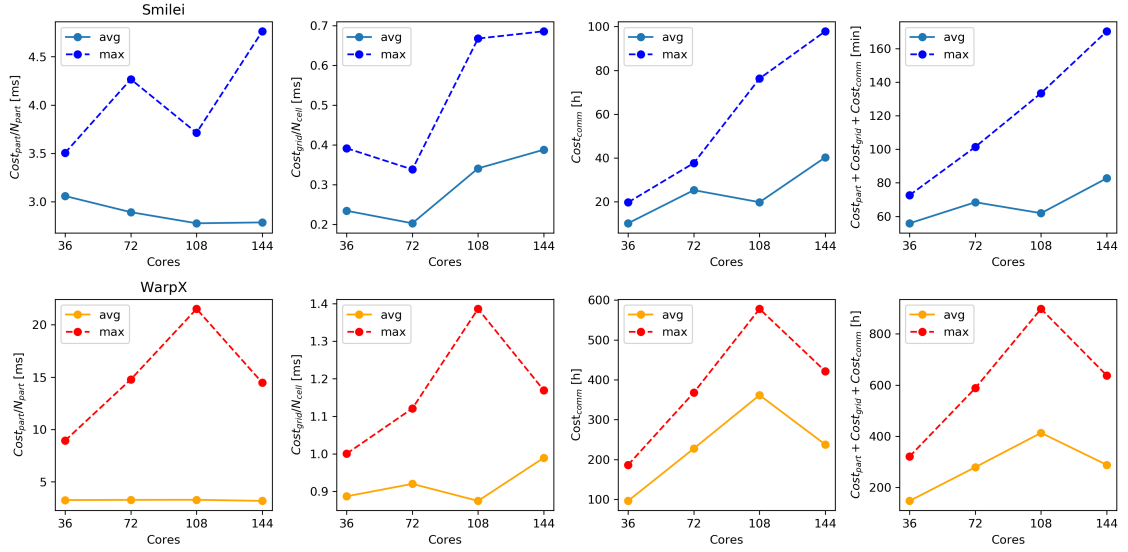 Smilei
Cost_part/N_part [ms]
4.5
4.0
3.5
3.0
avg
max
36 72 108 144
Cores
Cost_grid/N_cell [ms]
0.7
0.6
0.5
0.4
0.3
0.2
avg
max
36 72 108 144
Cores
Cost_comm [h]
100
80
60
40
20
avg
max
36 72 108 144
Cores
Cost_part + Cost_grid + Cost_comm [min]
160
140
120
100
80
60
avg
max
36 72 108 144
Cores
WarpX
Cost_part/N_part [ms]
20
15
10
5
avg
max
36 72 108 144
Cores
Cost_grid/N_cell [ms]
1.4
1.3
1.2
1.1
1.0
0.9
avg
max
36 72 108 144
Cores
Cost_comm [h]
600
500
400
300
200
100
avg
max
36 72 108 144
Cores
Cost_part + Cost_grid + Cost_comm [h]
800
600
400
200
avg
max
36 72 108 144
Cores